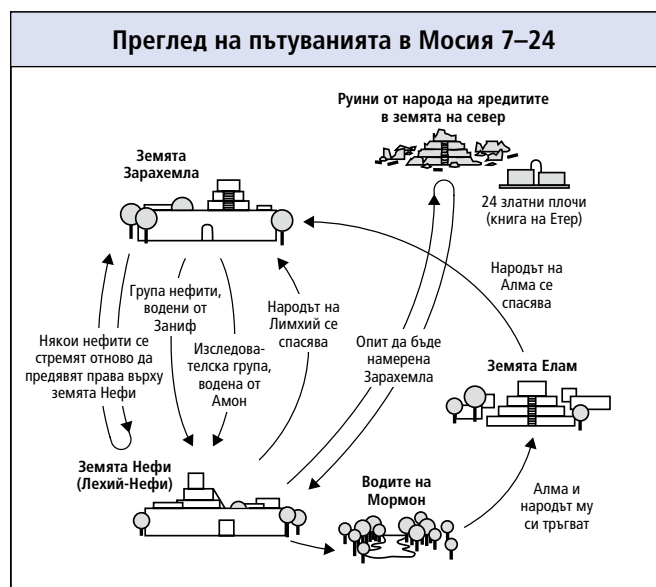 Преглед на пътуванията в Мосия 7–24
Руини от народа на яредитите
в земята на север
Земята
Зарахемла
24 златни плочи
(книга на Етер)
Народът на
Алма се
спасява
Група нефити,
водени от
Заниф
Народът на
Лимхий се
спасява
Някои нефити се
стремят отново да
предявят права върху
земята Нефи
Изследова-
телска група,
водена от
Амон
Опит да бъде
намерена
Зарахемла
Земята Елам
Земята Нефи
(Лехий-Нефи)
Водите на
Мормон
Алма и
народът му
си тръгват